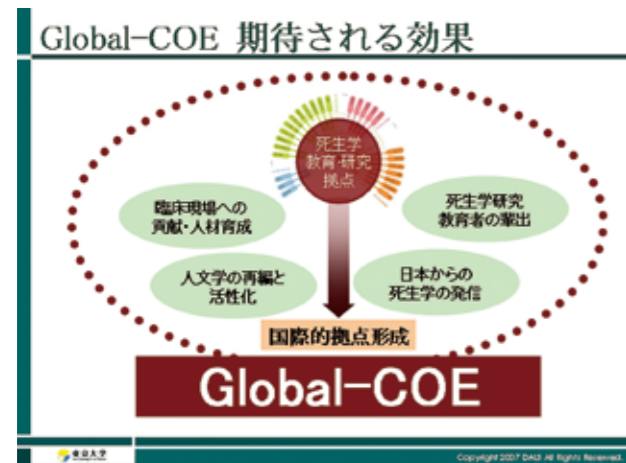 Global-COE 期待される効果
死生学
教育・研究
拠点
臨床現場への
貢献・人材育成
死生学研究
教育者の輩出
人文学の再編と
活性化
日本からの
死生学の発信
国際的拠点形成
Global-COE
東京大学
Copyright 2007 DALS All Rights Reserved.